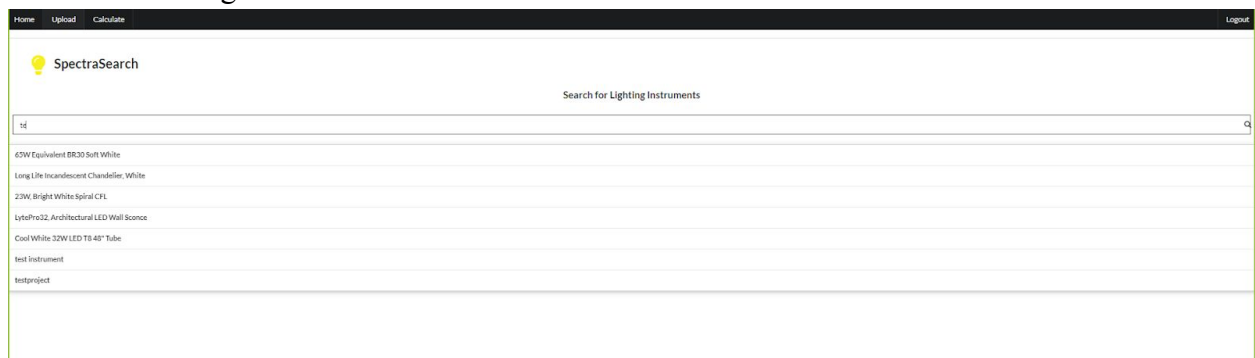 Home Upload Calculate Logout
SpectraSearch
Search for Lighting Instruments
te
65W Equivalent BR30 Soft White
Long Life Incandescent Chandelier, White
23W, Bright White Spiral CFL
LytePro32, Architectural LED Wall Sconce
Cool White 32W LED T8 48" Tube
test instrument
testproject